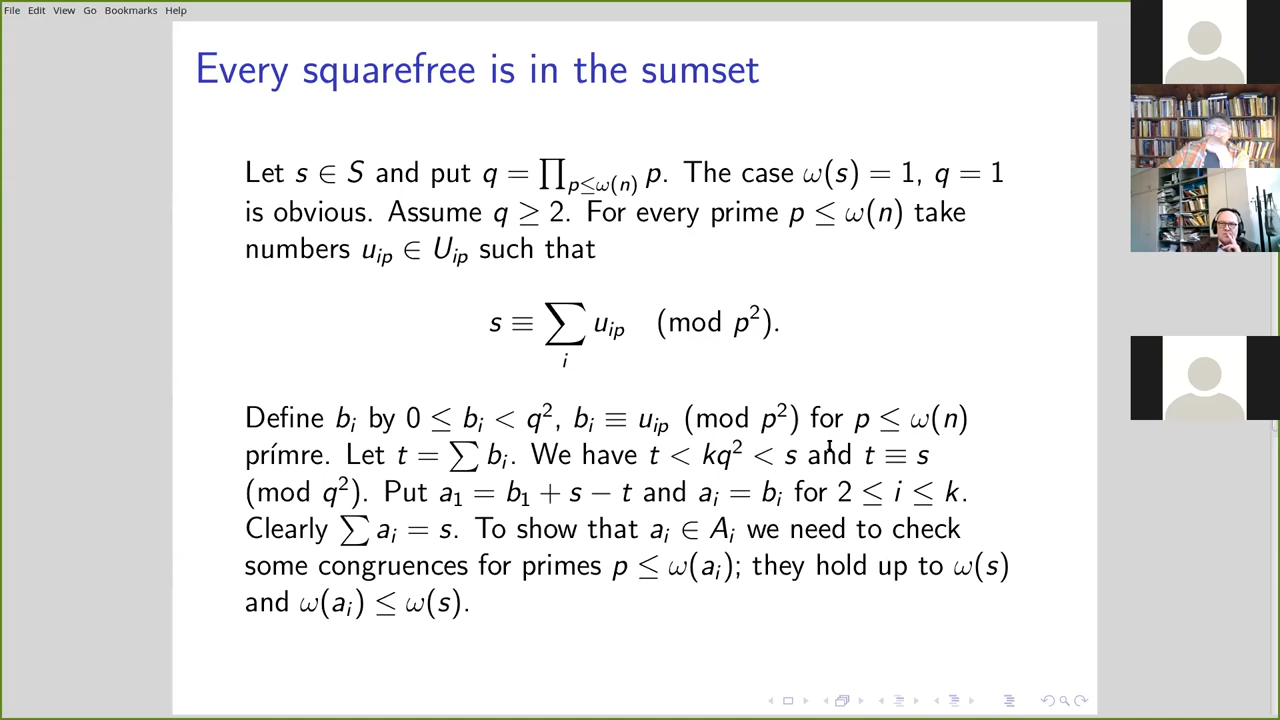 File Edit View Go Bookmarks Help
Every squarefree is in the sumset
Let s ∈ S and put q = ∏_{p≤ω(n)} p. The case ω(s) = 1, q = 1
is obvious. Assume q ≥ 2. For every prime p ≤ ω(n) take
numbers u_{ip} ∈ U_{ip} such that
s ≡ ∑_i u_{ip} (mod p²).
Define b_i by 0 ≤ b_i < q², b_i ≡ u_{ip} (mod p²) for p ≤ ω(n)
prímre. Let t = ∑ b_i. We have t < kq² < s and t ≡ s
(mod q²). Put a_1 = b_1 + s − t and a_i = b_i for 2 ≤ i ≤ k.
Clearly ∑ a_i = s. To show that a_i ∈ A_i we need to check
some congruences for primes p ≤ ω(a_i); they hold up to ω(s)
and ω(a_i) ≤ ω(s).